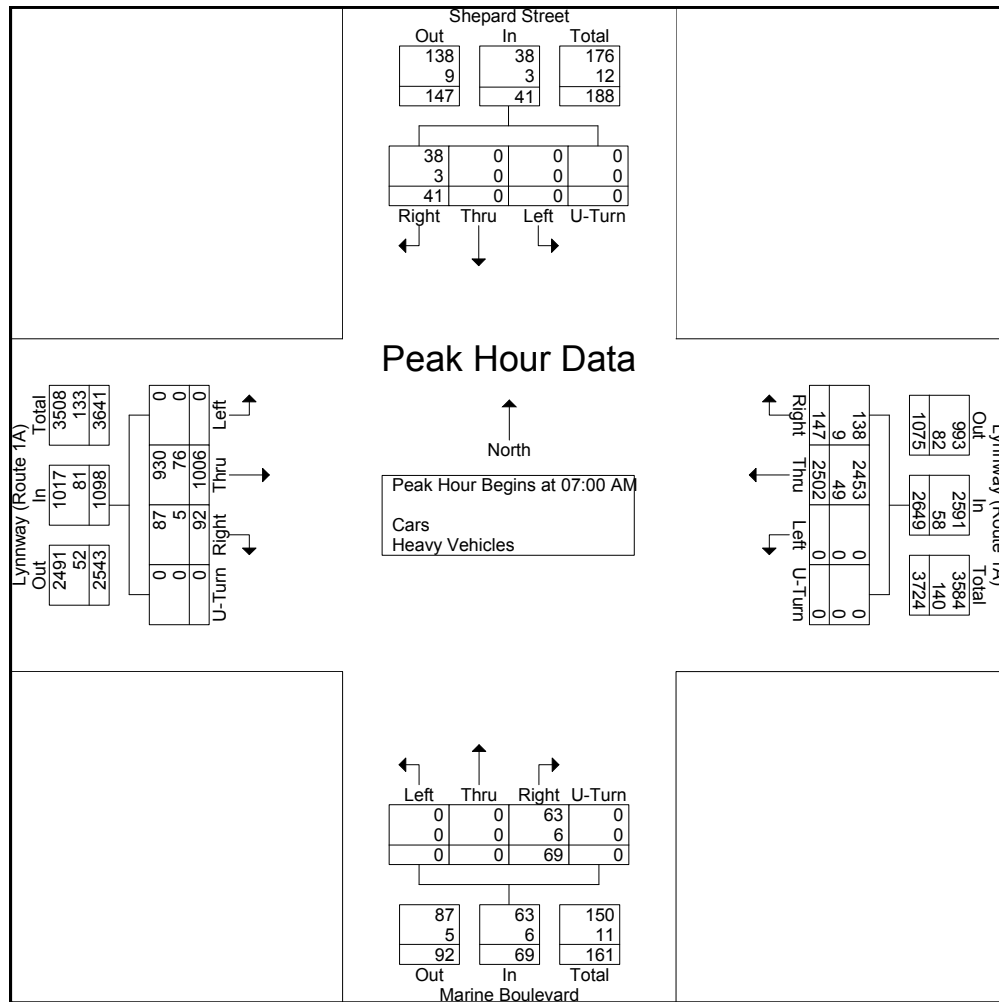 Shepard Street
Out In Total
138 38 176
9 3 12
147 41 188
38 0 0 0
3 0 0 0
41 0 0 0
Right Thru Left U-Turn
Peak Hour Data
North
Peak Hour Begins at 07:00 AM
Cars
Heavy Vehicles
Lynnway (Route 1A)
Out In Total
2491 1017 3508
52 81 133
2543 1098 3641
U-Turn Right Thru Left
0 87 930 0
0 5 76 0
0 92 1006 0
Lynnway (Route 1A)
Out In Total
993 2591 3584
82 58 140
1075 2649 3724
138 2453 0 0
9 49 0 0
147 2502 0 0
Right Thru Left U-Turn
Left Thru Right U-Turn
0 0 63 0
0 0 6 0
0 0 69 0
87 63 150
5 6 11
92 69 161
Out In Total
Marine Boulevard